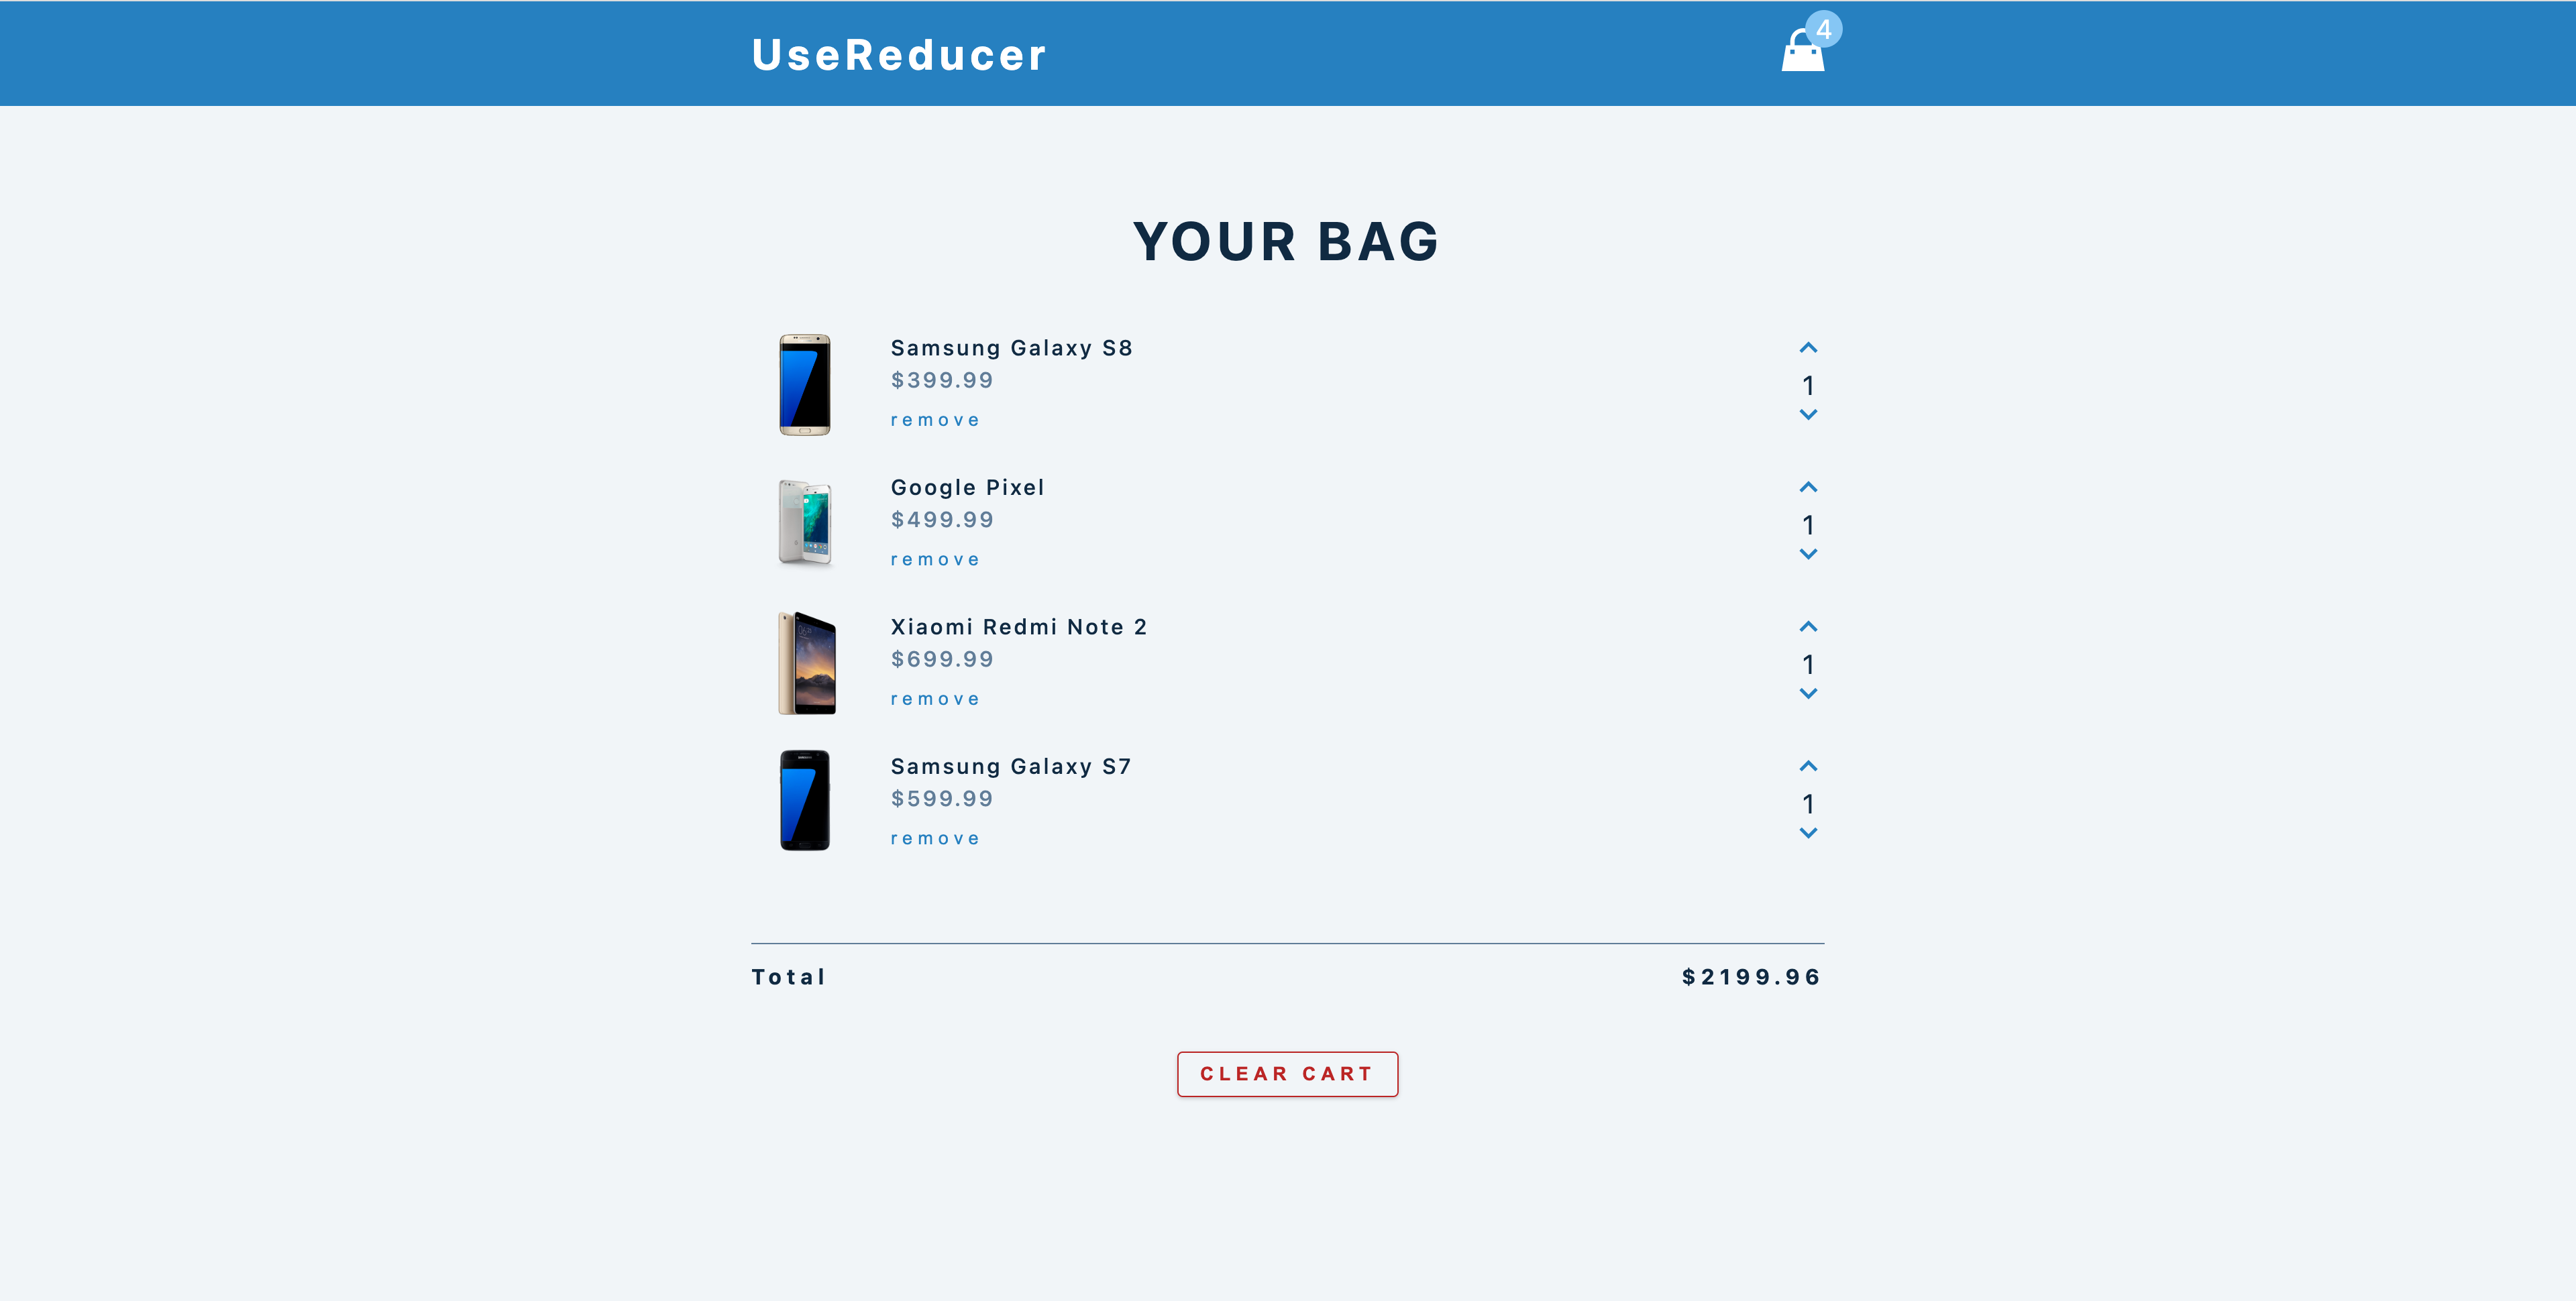 UseReducer
4
YOUR BAG
Samsung Galaxy S8
$399.99
remove
1
Google Pixel
$499.99
remove
1
Xiaomi Redmi Note 2
$699.99
remove
1
Samsung Galaxy S7
$599.99
remove
1
Total $2199.96
CLEAR CART